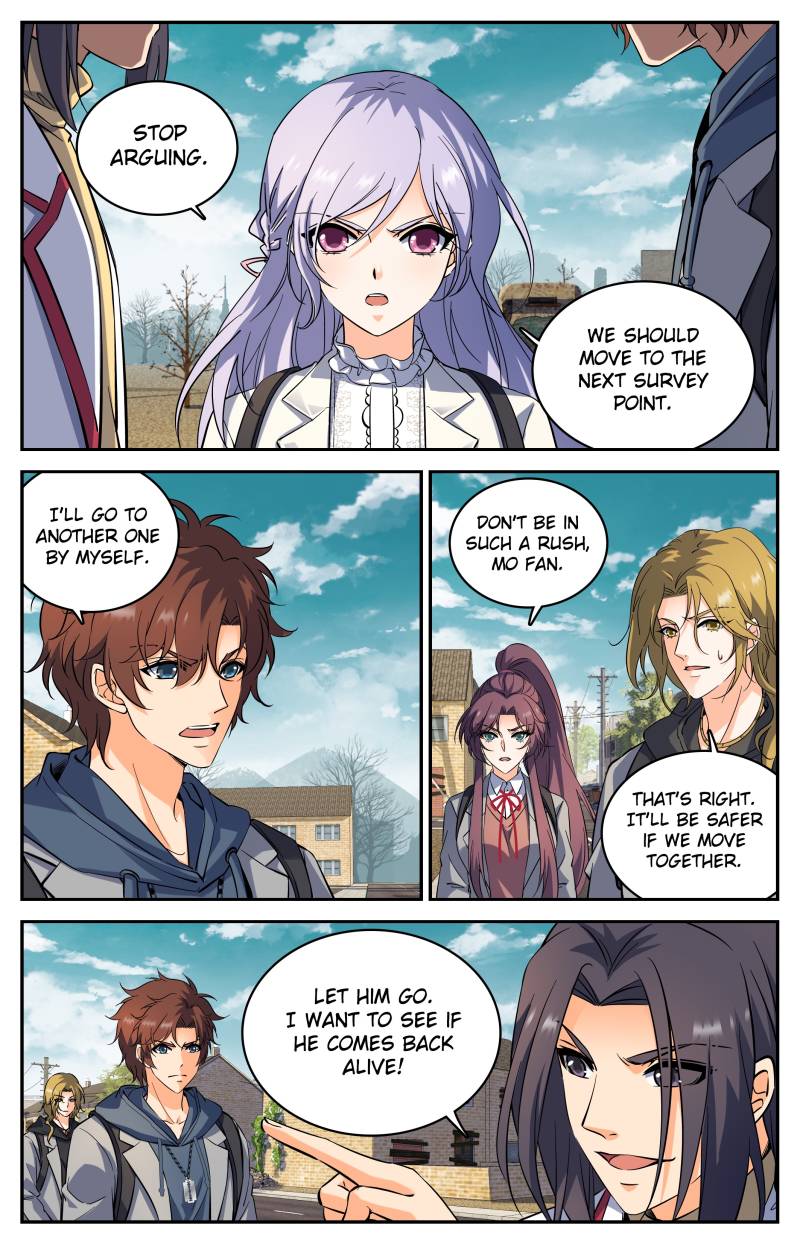 STOP
ARGUING.
WE SHOULD
MOVE TO THE
NEXT SURVEY
POINT.
I'LL GO TO
ANOTHER ONE
BY MYSELF.
DON'T BE IN
SUCH A RUSH,
MO FAN.
THAT'S RIGHT.
IT'LL BE SAFER
IF WE MOVE
TOGETHER.
LET HIM GO.
I WANT TO SEE IF
HE COMES BACK
ALIVE!